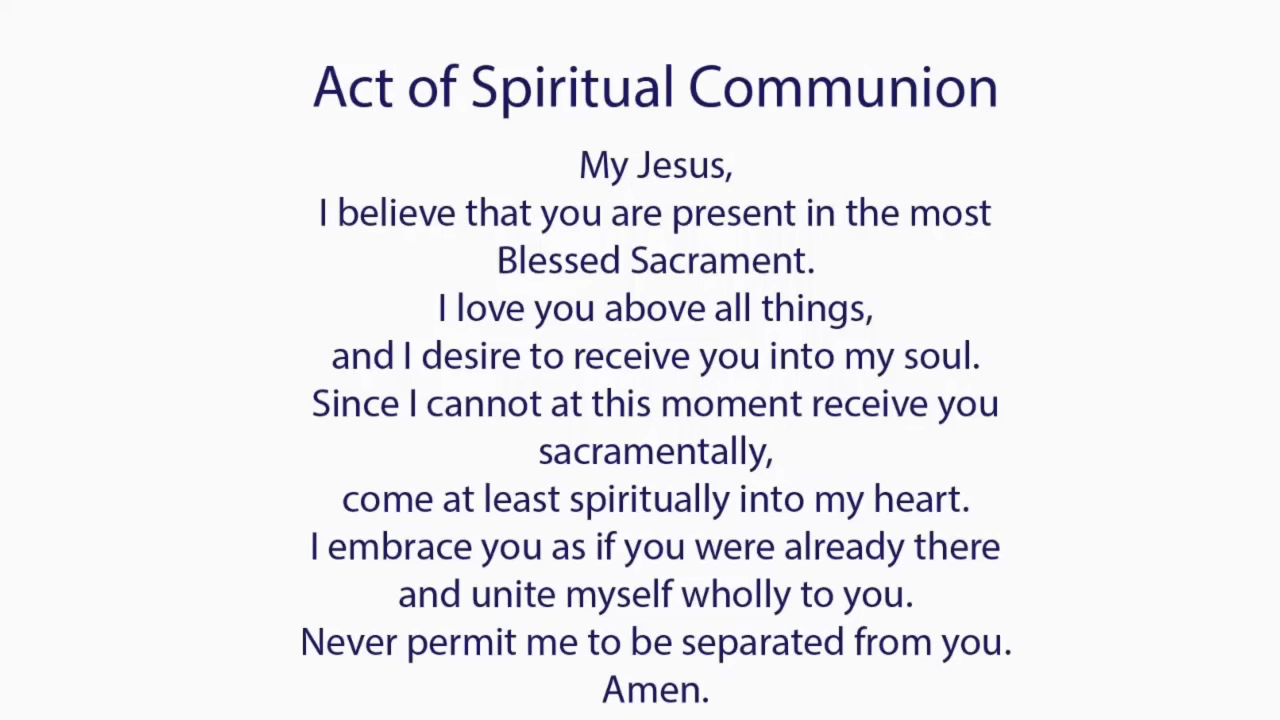 Act of Spiritual Communion
My Jesus,
I believe that you are present in the most
Blessed Sacrament.
I love you above all things,
and I desire to receive you into my soul.
Since I cannot at this moment receive you
sacramentally,
come at least spiritually into my heart.
I embrace you as if you were already there
and unite myself wholly to you.
Never permit me to be separated from you.
Amen.